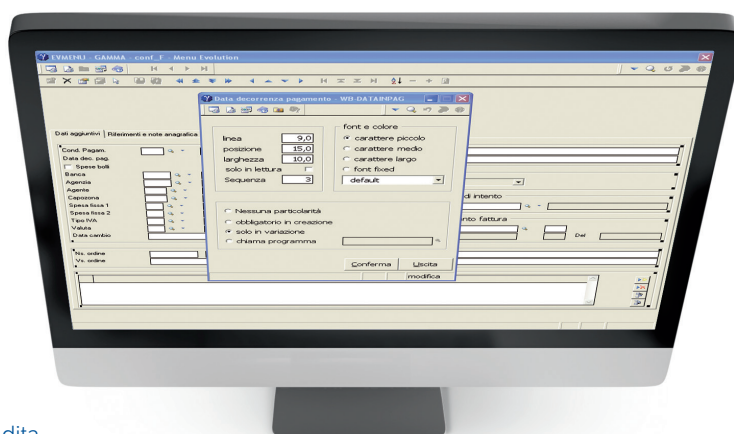 EVMENU - GAMMA - conf_F - Menu Evolution
Data decorrenza pagamento - WB-DATAINPAG
linea 9,0
posizione 15,0
larghezza 10,0
solo in lettura
Sequenza 3
font e colore
carattere piccolo
carattere medio
carattere largo
font fixed
default
Nessuna particolarità
obbligatorio in creazione
solo in variazione
chiama programma
Conferma Uscita
modifica
Dati aggiuntivi Riferimenti e note anagrafica
Cond. Pagam.
Data dec. pag.
Spese bolli
Banca
Agenzia
Agente
Capozona
Spesa fissa 1
Spesa fissa 2
Tipo IVA
Valuta
Data cambio
di intento
nto fattura
Del
Ns. ordine
Vs. ordine
dita